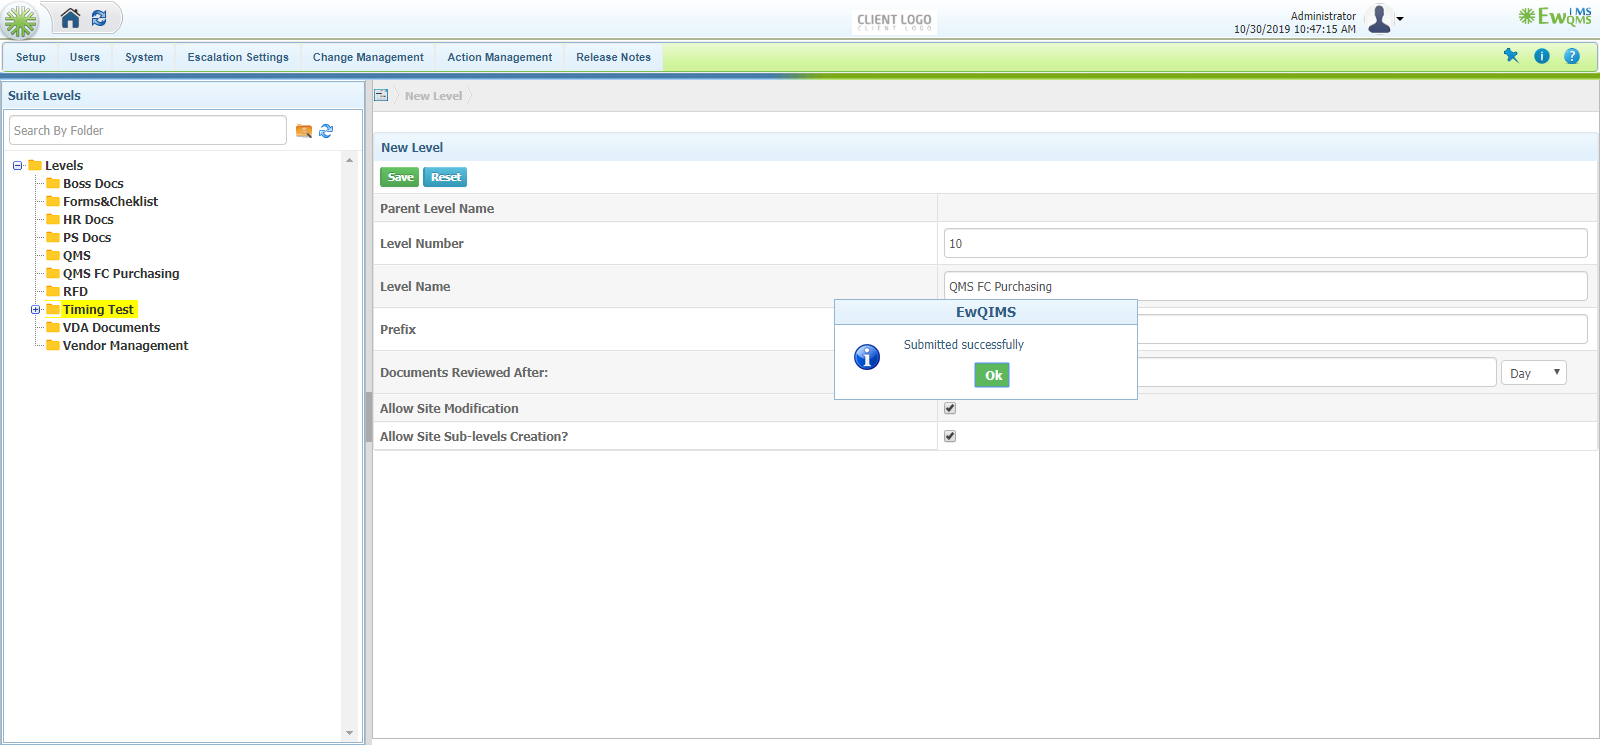 CLIENT LOGO
CLIENT LOGO
Administrator
10/30/2019 10:47:15 AM
EwQIMS
QMS
Setup
Users
System
Escalation Settings
Change Management
Action Management
Release Notes
Suite Levels
Search By Folder
Levels
Boss Docs
Forms&Cheklist
HR Docs
PS Docs
QMS
QMS FC Purchasing
RFD
Timing Test
VDA Documents
Vendor Management
New Level
New Level
Save
Reset
Parent Level Name
Level Number
10
Level Name
QMS FC Purchasing
Prefix
Documents Reviewed After:
Day
Allow Site Modification
Allow Site Sub-levels Creation?
EwQIMS
Submitted successfully
Ok